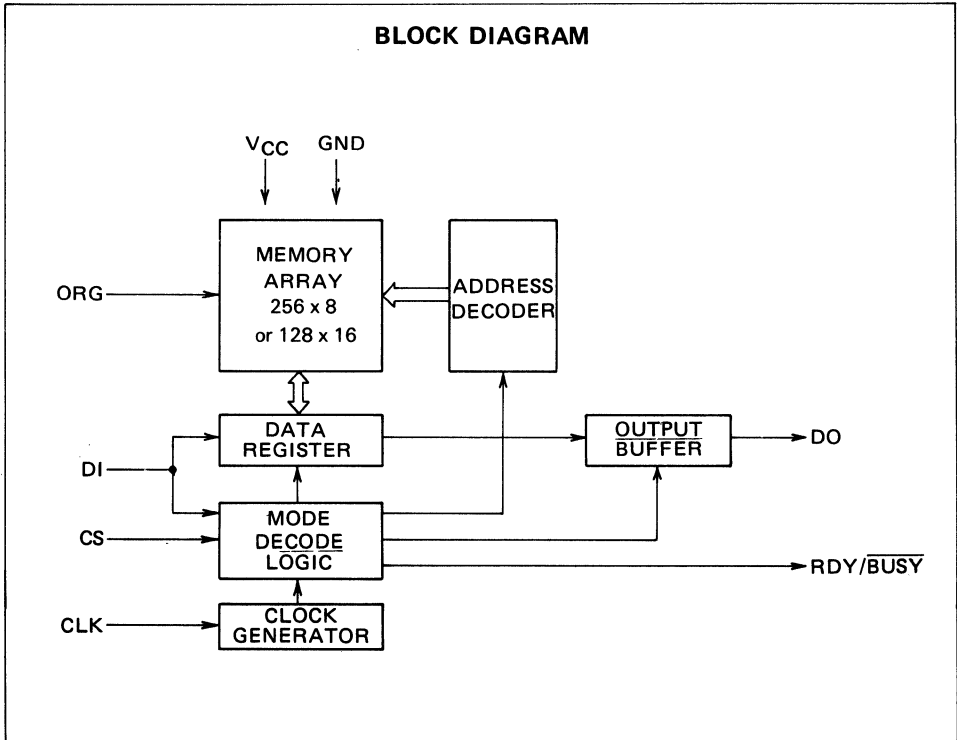 BLOCK DIAGRAM
VCC GND
MEMORY
ARRAY
256 x 8
or 128 x 16
ADDRESS
DECODER
ORG
DATA
REGISTER
OUTPUT
BUFFER
DO
DI
MODE
DECODE
LOGIC
CS
RDY/BUSY
CLOCK
GENERATOR
CLK